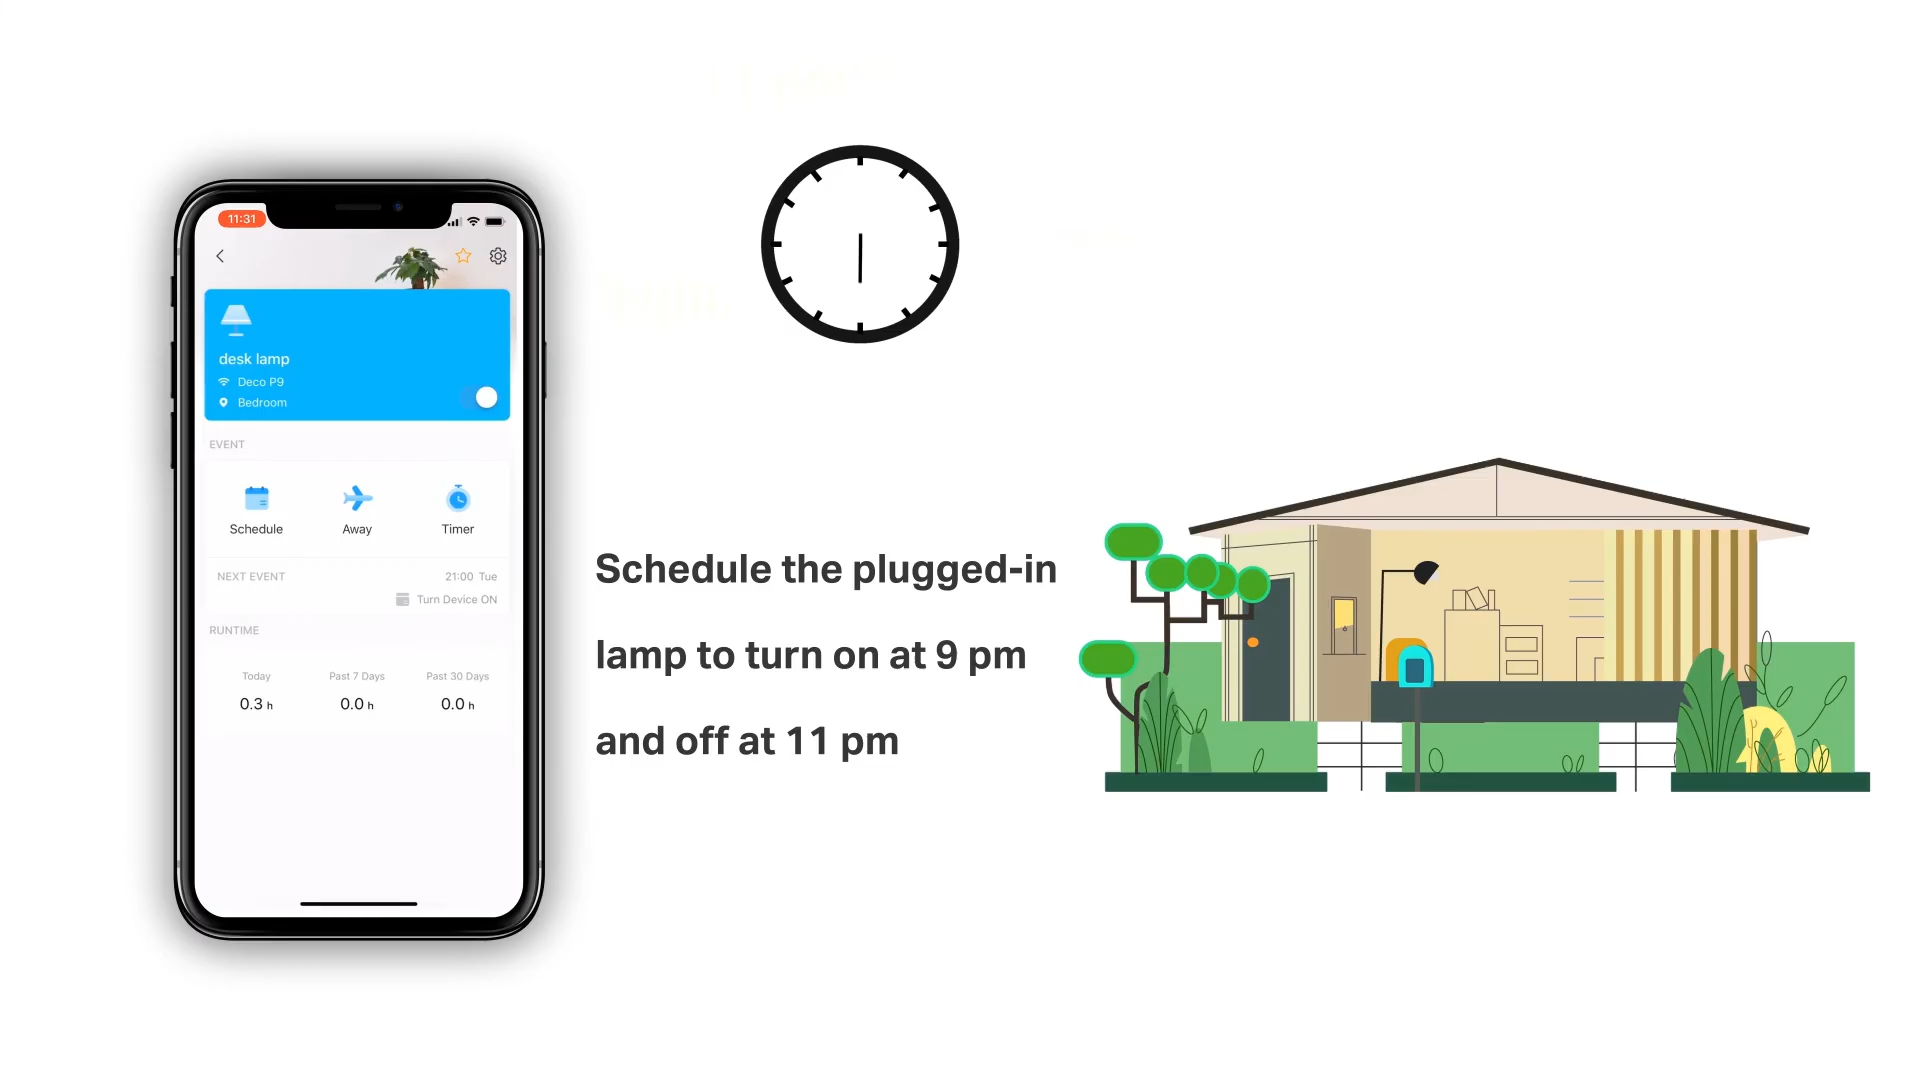 11:31
desk lamp
Deco P9
Bedroom
EVENT
Schedule Away Timer
NEXT EVENT 21:00 Tue
Turn Device ON
RUNTIME
Today Past 7 Days Past 30 Days
0.3 h 0.0 h 0.0 h
Schedule the plugged-in
lamp to turn on at 9 pm
and off at 11 pm